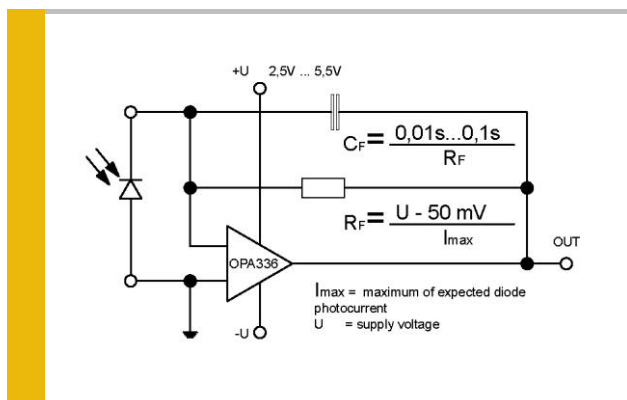 +U 2,5V ... 5,5V
CF= 0,01s...0,1s
RF
RF= U - 50 mV
Imax
OUT
OPA336
Imax = maximum of expected diode
photocurrent
U = supply voltage
-U